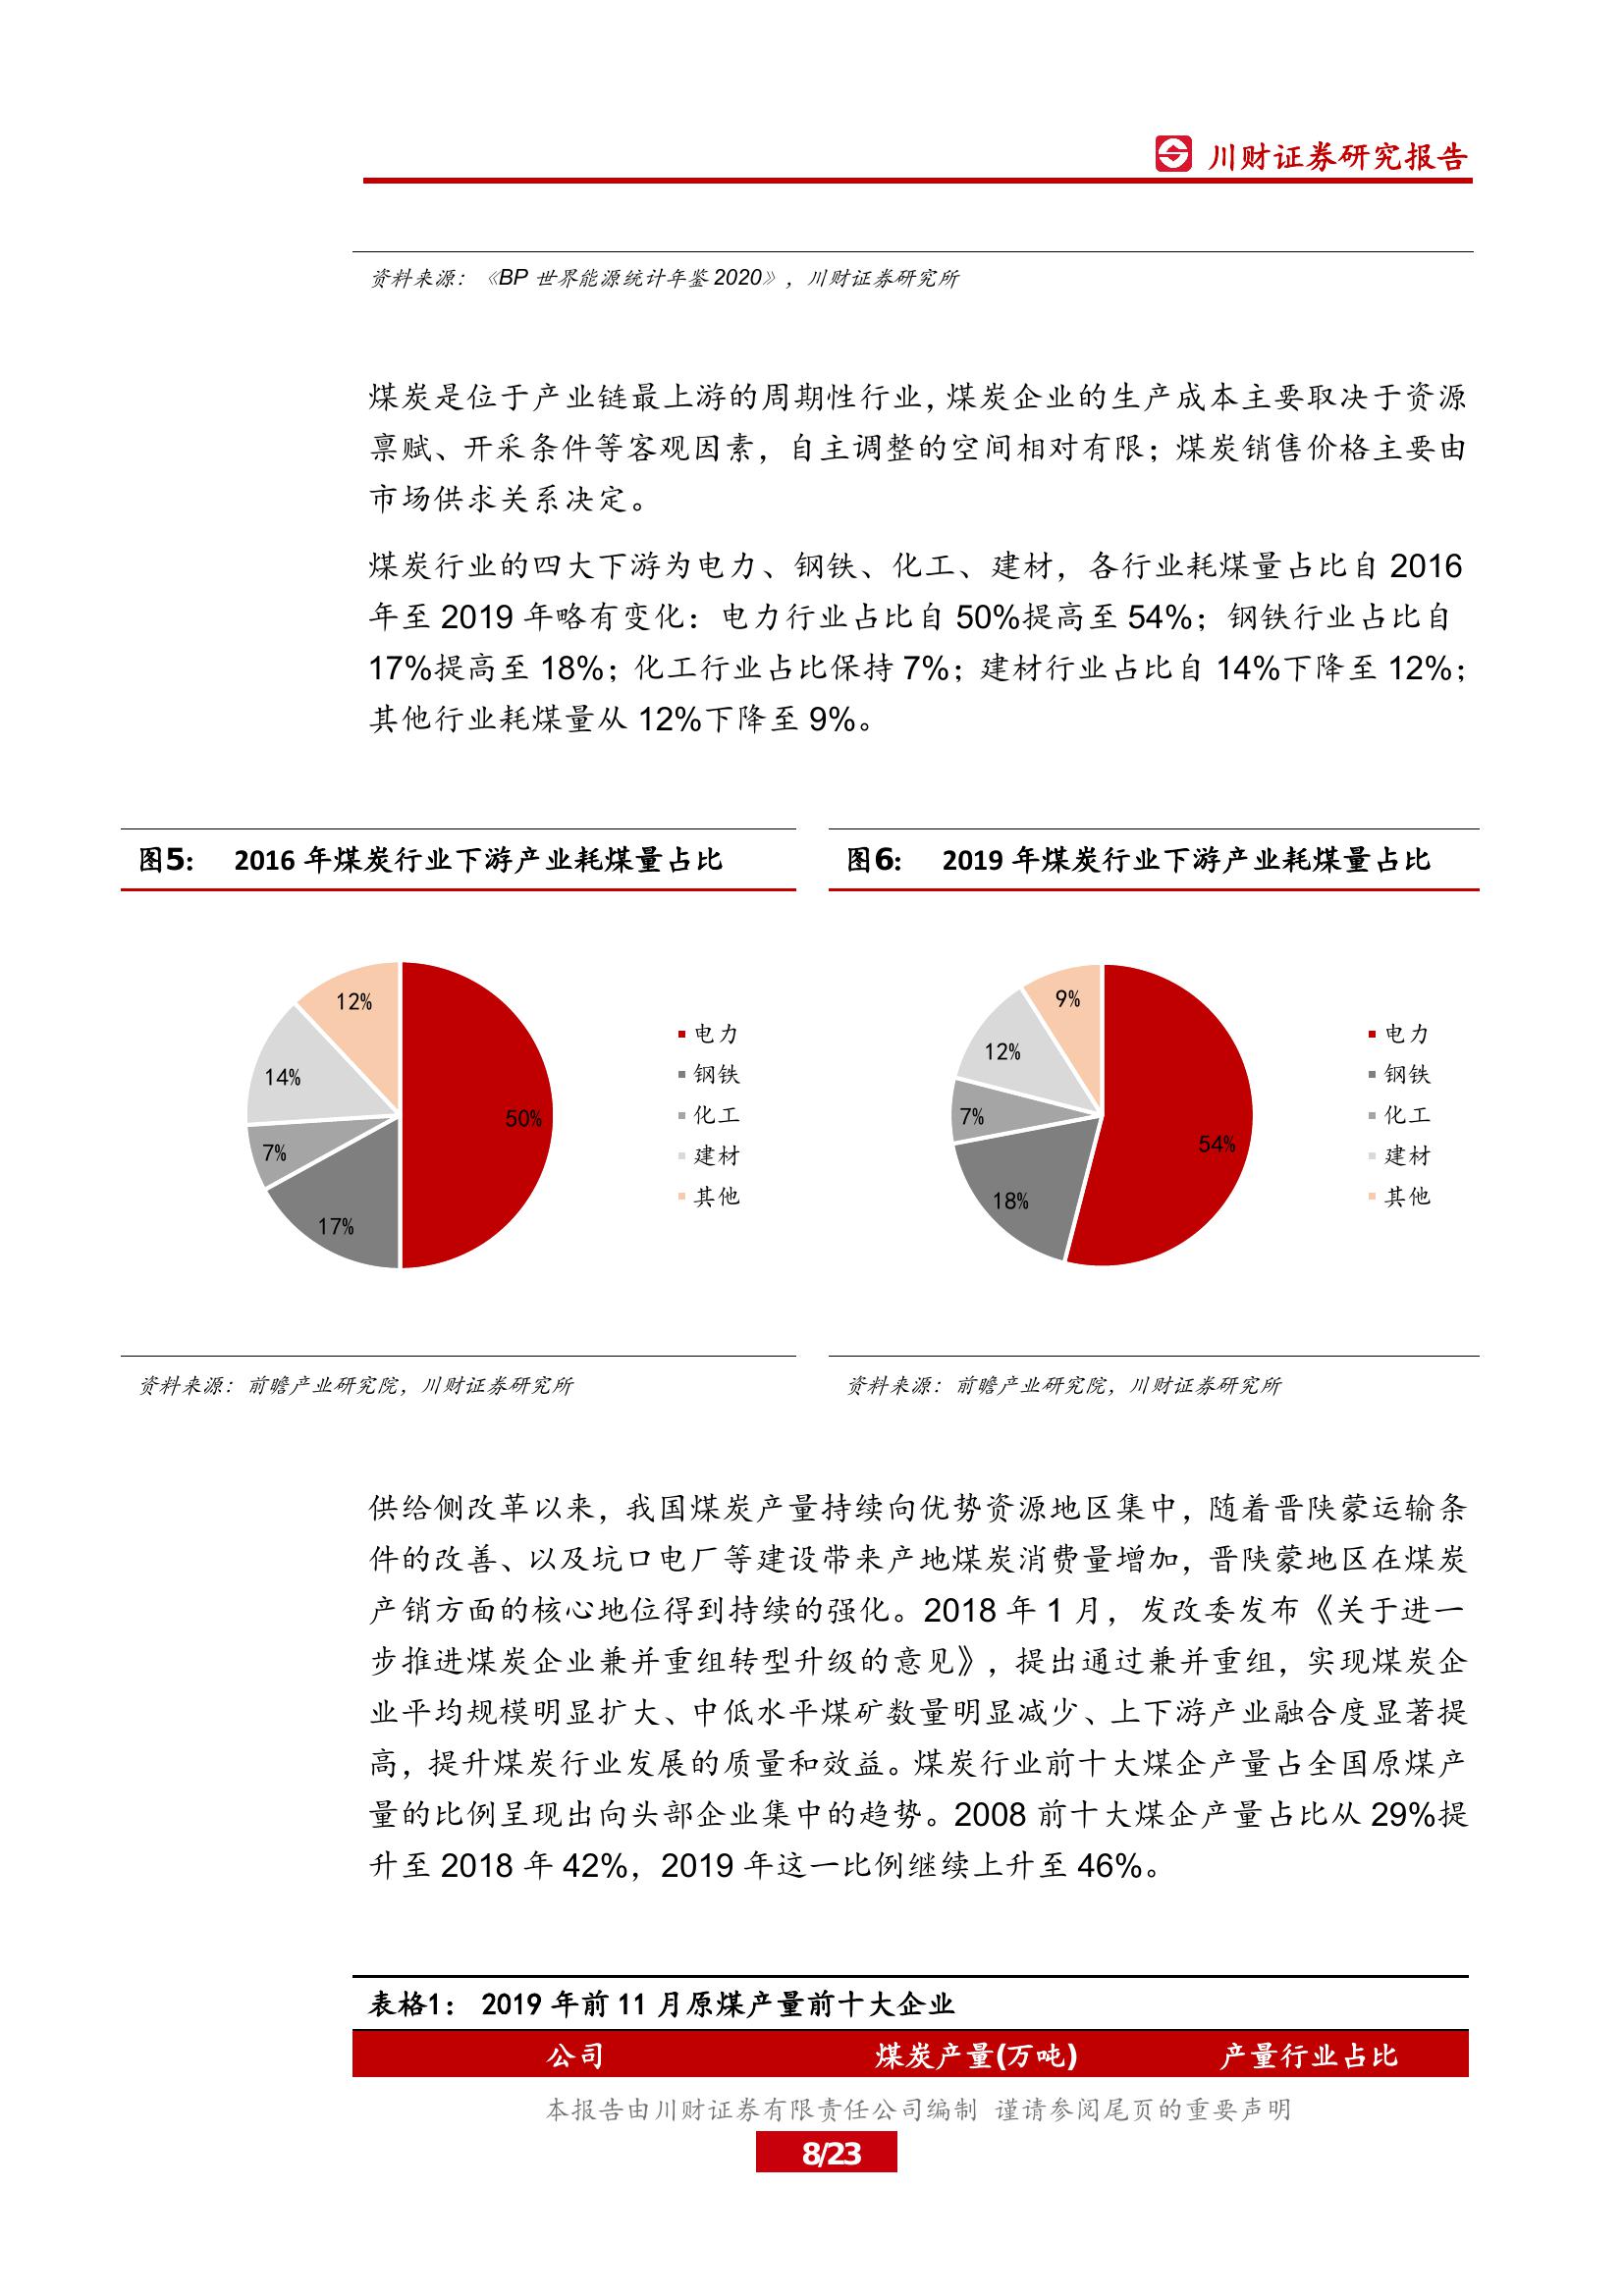 川财证券研究报告
资料来源：《BP 世界能源统计年鉴 2020》，川财证券研究所
煤炭是位于产业链最上游的周期性行业，煤炭企业的生产成本主要取决于资源
禀赋、开采条件等客观因素，自主调整的空间相对有限；煤炭销售价格主要由
市场供求关系决定。
煤炭行业的四大下游为电力、钢铁、化工、建材，各行业耗煤量占比自 2016
年至 2019 年略有变化：电力行业占比自 50%提高至 54%；钢铁行业占比自
17%提高至 18%；化工行业占比保持 7%；建材行业占比自 14%下降至 12%；
其他行业耗煤量从 12%下降至 9%。
图5： 2016 年煤炭行业下游产业耗煤量占比
12%
14%
50%
7%
17%
电力
钢铁
化工
建材
其他
资料来源：前瞻产业研究院，川财证券研究所
图6： 2019 年煤炭行业下游产业耗煤量占比
9%
12%
7%
54%
18%
电力
钢铁
化工
建材
其他
资料来源：前瞻产业研究院，川财证券研究所
供给侧改革以来，我国煤炭产量持续向优势资源地区集中，随着晋陕蒙运输条
件的改善、以及坑口电厂等建设带来产地煤炭消费量增加，晋陕蒙地区在煤炭
产销方面的核心地位得到持续的强化。2018 年 1 月，发改委发布《关于进一
步推进煤炭企业兼并重组转型升级的意见》，提出通过兼并重组，实现煤炭企
业平均规模明显扩大、中低水平煤矿数量明显减少、上下游产业融合度显著提
高，提升煤炭行业发展的质量和效益。煤炭行业前十大煤企产量占全国原煤产
量的比例呈现出向头部企业集中的趋势。2008 前十大煤企产量占比从 29%提
升至 2018 年 42%，2019 年这一比例继续上升至 46%。
表格1： 2019 年前 11 月原煤产量前十大企业
公司 煤炭产量(万吨) 产量行业占比
本报告由川财证券有限责任公司编制 谨请参阅尾页的重要声明
8/23